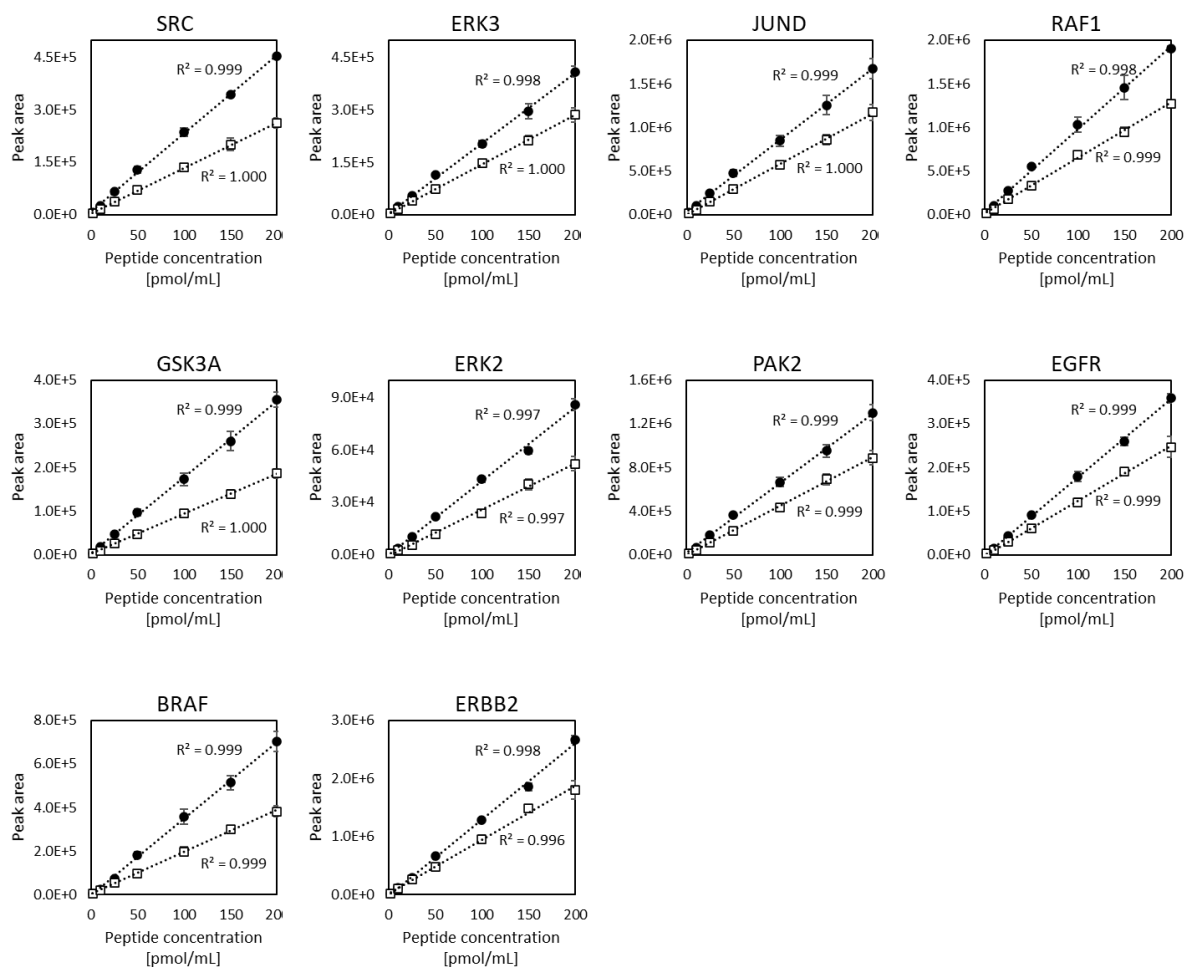 SRC
4.5E+5
3.0E+5
1.5E+5
0.0E+0
Peak area
R² = 0.999
R² = 1.000
0 50 100 150 200
Peptide concentration
[pmol/mL]
ERK3
4.5E+5
3.0E+5
1.5E+5
0.0E+0
Peak area
R² = 0.998
R² = 1.000
0 50 100 150 200
Peptide concentration
[pmol/mL]
JUND
2.0E+6
1.5E+6
1.0E+6
5.0E+5
0.0E+0
Peak area
R² = 0.999
R² = 1.000
0 50 100 150 200
Peptide concentration
[pmol/mL]
RAF1
2.0E+6
1.5E+6
1.0E+6
5.0E+5
0.0E+0
Peak area
R² = 0.998
R² = 0.999
0 50 100 150 200
Peptide concentration
[pmol/mL]
GSK3A
4.0E+5
3.0E+5
2.0E+5
1.0E+5
0.0E+0
Peak area
R² = 0.999
R² = 1.000
0 50 100 150 200
Peptide concentration
[pmol/mL]
ERK2
9.0E+4
6.0E+4
3.0E+4
0.0E+0
Peak area
R² = 0.997
R² = 0.997
0 50 100 150 200
Peptide concentration
[pmol/mL]
PAK2
1.6E+6
1.2E+6
8.0E+5
4.0E+5
0.0E+0
Peak area
R² = 0.999
R² = 0.999
0 50 100 150 200
Peptide concentration
[pmol/mL]
EGFR
4.0E+5
3.0E+5
2.0E+5
1.0E+5
0.0E+0
Peak area
R² = 0.999
R² = 0.999
0 50 100 150 200
Peptide concentration
[pmol/mL]
BRAF
8.0E+5
6.0E+5
4.0E+5
2.0E+5
0.0E+0
Peak area
R² = 0.999
R² = 0.999
0 50 100 150 200
Peptide concentration
[pmol/mL]
ERBB2
3.0E+6
2.0E+6
1.0E+6
0.0E+0
Peak area
R² = 0.998
R² = 0.996
0 50 100 150 200
Peptide concentration
[pmol/mL]